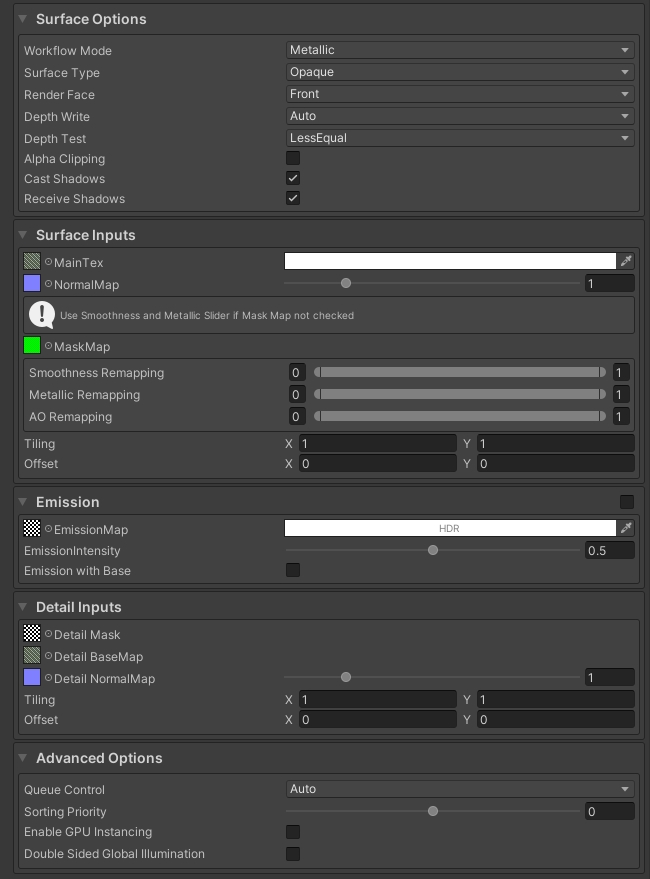 Surface Options
Workflow Mode Metallic
Surface Type Opaque
Render Face Front
Depth Write Auto
Depth Test LessEqual
Alpha Clipping
Cast Shadows
Receive Shadows
Surface Inputs
MainTex
NormalMap 1
Use Smoothness and Metallic Slider if Mask Map not checked
MaskMap
Smoothness Remapping 0 1
Metallic Remapping 0 1
AO Remapping 0 1
Tiling X 1 Y 1
Offset X 0 Y 0
Emission
EmissionMap HDR
EmissionIntensity 0.5
Emission with Base
Detail Inputs
Detail Mask
Detail BaseMap
Detail NormalMap 1
Tiling X 1 Y 1
Offset X 0 Y 0
Advanced Options
Queue Control Auto
Sorting Priority 0
Enable GPU Instancing
Double Sided Global Illumination